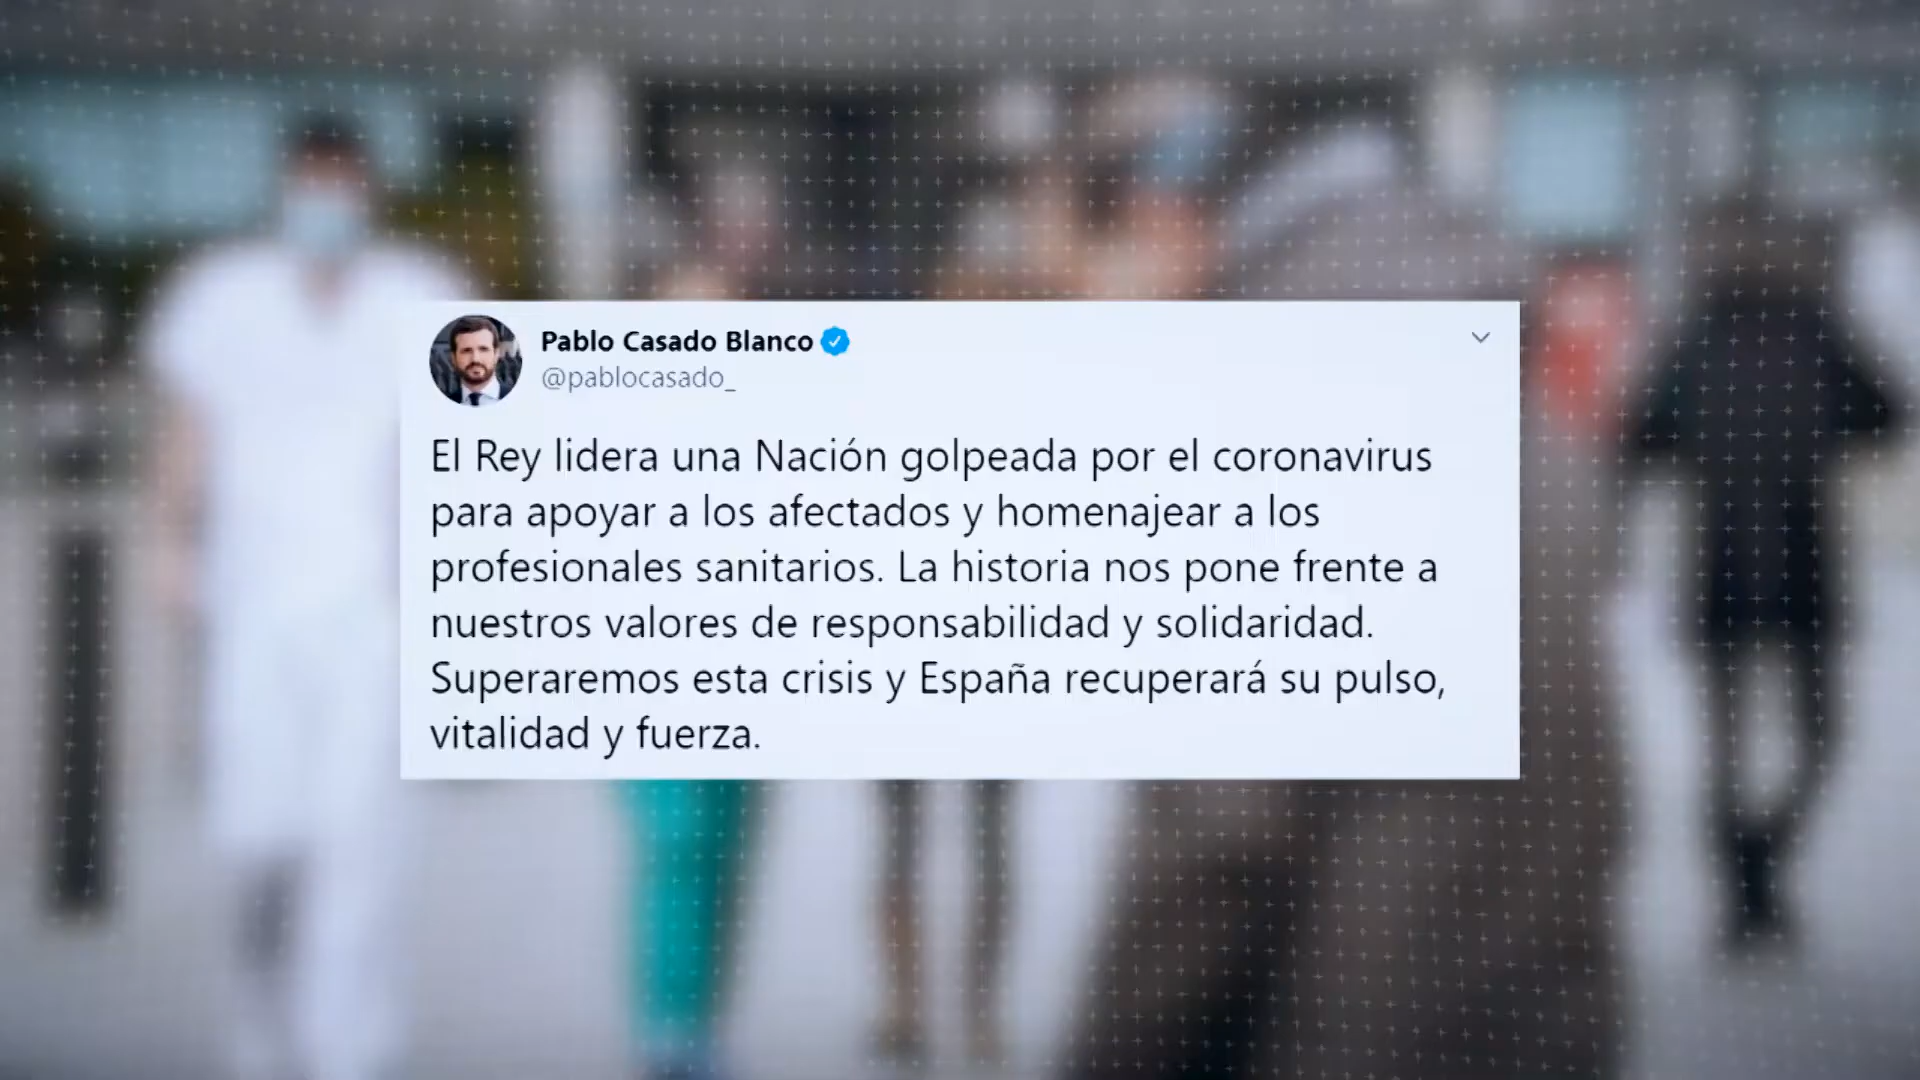 Pablo Casado Blanco
@pablocasado_
El Rey lidera una Nación golpeada por el coronavirus
para apoyar a los afectados y homenajear a los
profesionales sanitarios. La historia nos pone frente a
nuestros valores de responsabilidad y solidaridad.
Superaremos esta crisis y España recuperará su pulso,
vitalidad y fuerza.